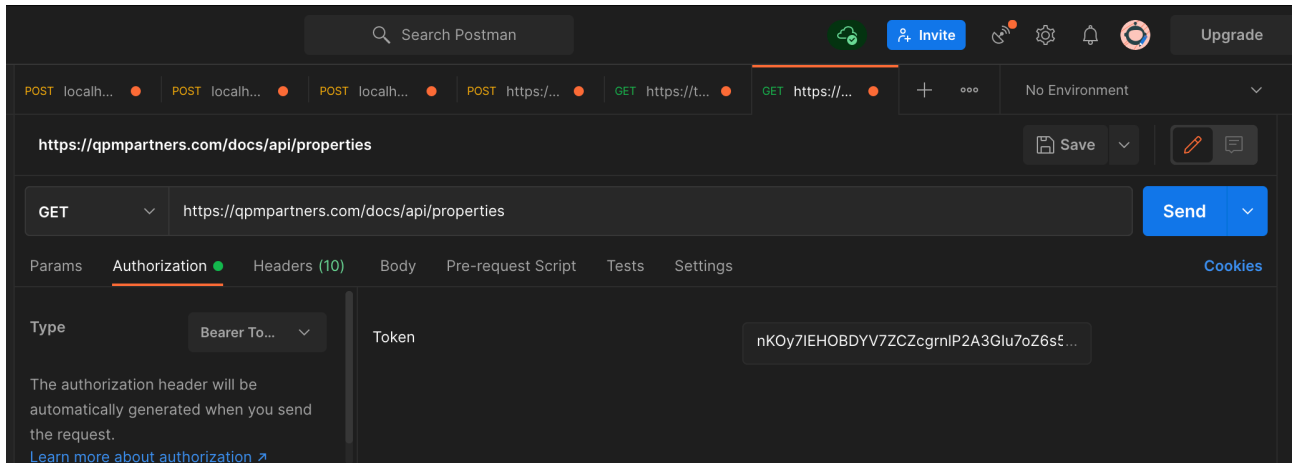 Search Postman
Invite
Upgrade
POST localh...
POST localh...
POST localh...
POST https:/...
GET https://t...
GET https://...
No Environment
https://qpmpartners.com/docs/api/properties
Save
GET
https://qpmpartners.com/docs/api/properties
Send
Params Authorization Headers (10) Body Pre-request Script Tests Settings Cookies
Type
Bearer To...
Token
nKOy7IEHOBDYV7ZCZcgrnIP2A3Glu7oZ6s5...
The authorization header will be
automatically generated when you send
the request.
Learn more about authorization ↗